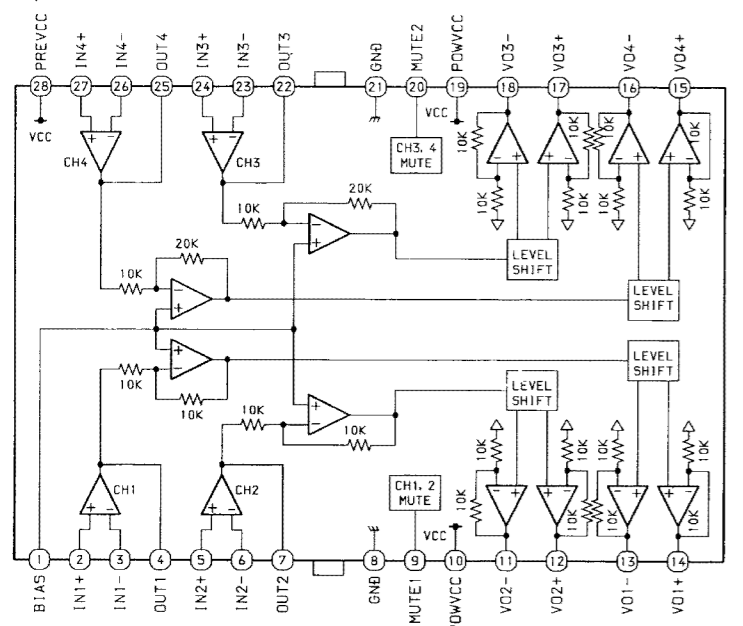 PREVCC
IN4+
IN4-
OUT4
IN3+
IN3-
OUT3
GND
MUTE2
POWVCC
VO3-
VO3+
VO4-
VO4+
28
27
26
25
24
23
22
21
20
19
18
17
16
15
VCC
+
-
CH4
+
-
CH3
CH3, 4
MUTE
VCC
10K
-
+
+
-
10K
10K
-
+
+
-
10K
10K
10K
10K
10K
20K
10K
-
+
LEVEL
SHIFT
20K
10K
-
+
LEVEL
SHIFT
+
-
10K
10K
LEVEL
SHIFT
LEVEL
SHIFT
10K
+
-
10K
10K
10K
10K
10K
CH1
+
-
CH2
+
-
CH1, 2
MUTE
VCC
10K
-
+
+
-
10K
10K
-
+
+
-
10K
1
2
3
4
5
6
7
8
9
10
11
12
13
14
BIAS
IN1+
IN1-
OUT1
IN2+
IN2-
OUT2
GND
MUTE1
POWVCC
VO2-
VO2+
VO1-
VO1+